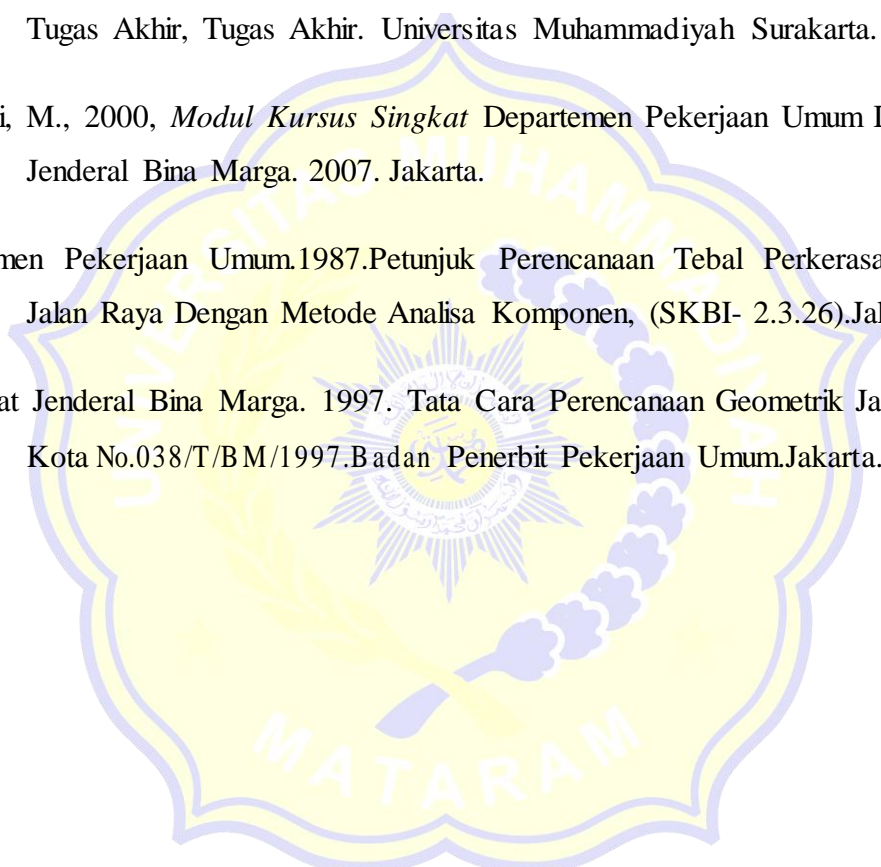 Tugas Akhir, Tugas Akhir. Universitas Muhammadiyah Surakarta.
i, M., 2000, Modul Kursus Singkat Departemen Pekerjaan Umum D
Jenderal Bina Marga. 2007. Jakarta.
men Pekerjaan Umum.1987.Petunjuk Perencanaan Tebal Perkerasa
Jalan Raya Dengan Metode Analisa Komponen, (SKBI- 2.3.26).Jak
at Jenderal Bina Marga. 1997. Tata Cara Perencanaan Geometrik Ja
Kota No.038/T/BM/1997.Badan Penerbit Pekerjaan Umum.Jakarta.
UNIVERSITAS MUHAMMADIYAH
MATARAM